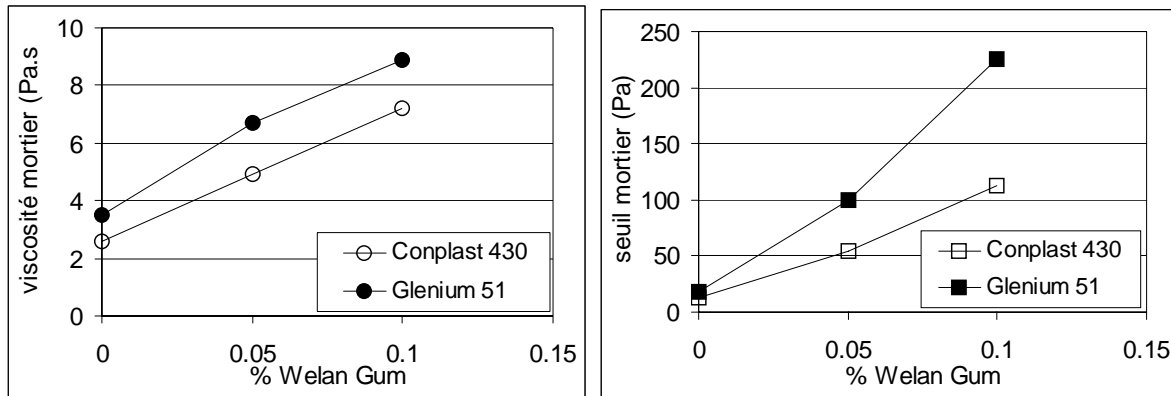 viscosité mortier (Pa.s
10
8
6
4
2
0
0 0.05 0.1 0.15
% Welan Gum
Conplast 430
Glenium 51
seuil mortier (Pa)
250
200
150
100
50
0
0 0.05 0.1 0.15
% Welan Gum
Conplast 430
Glenium 51